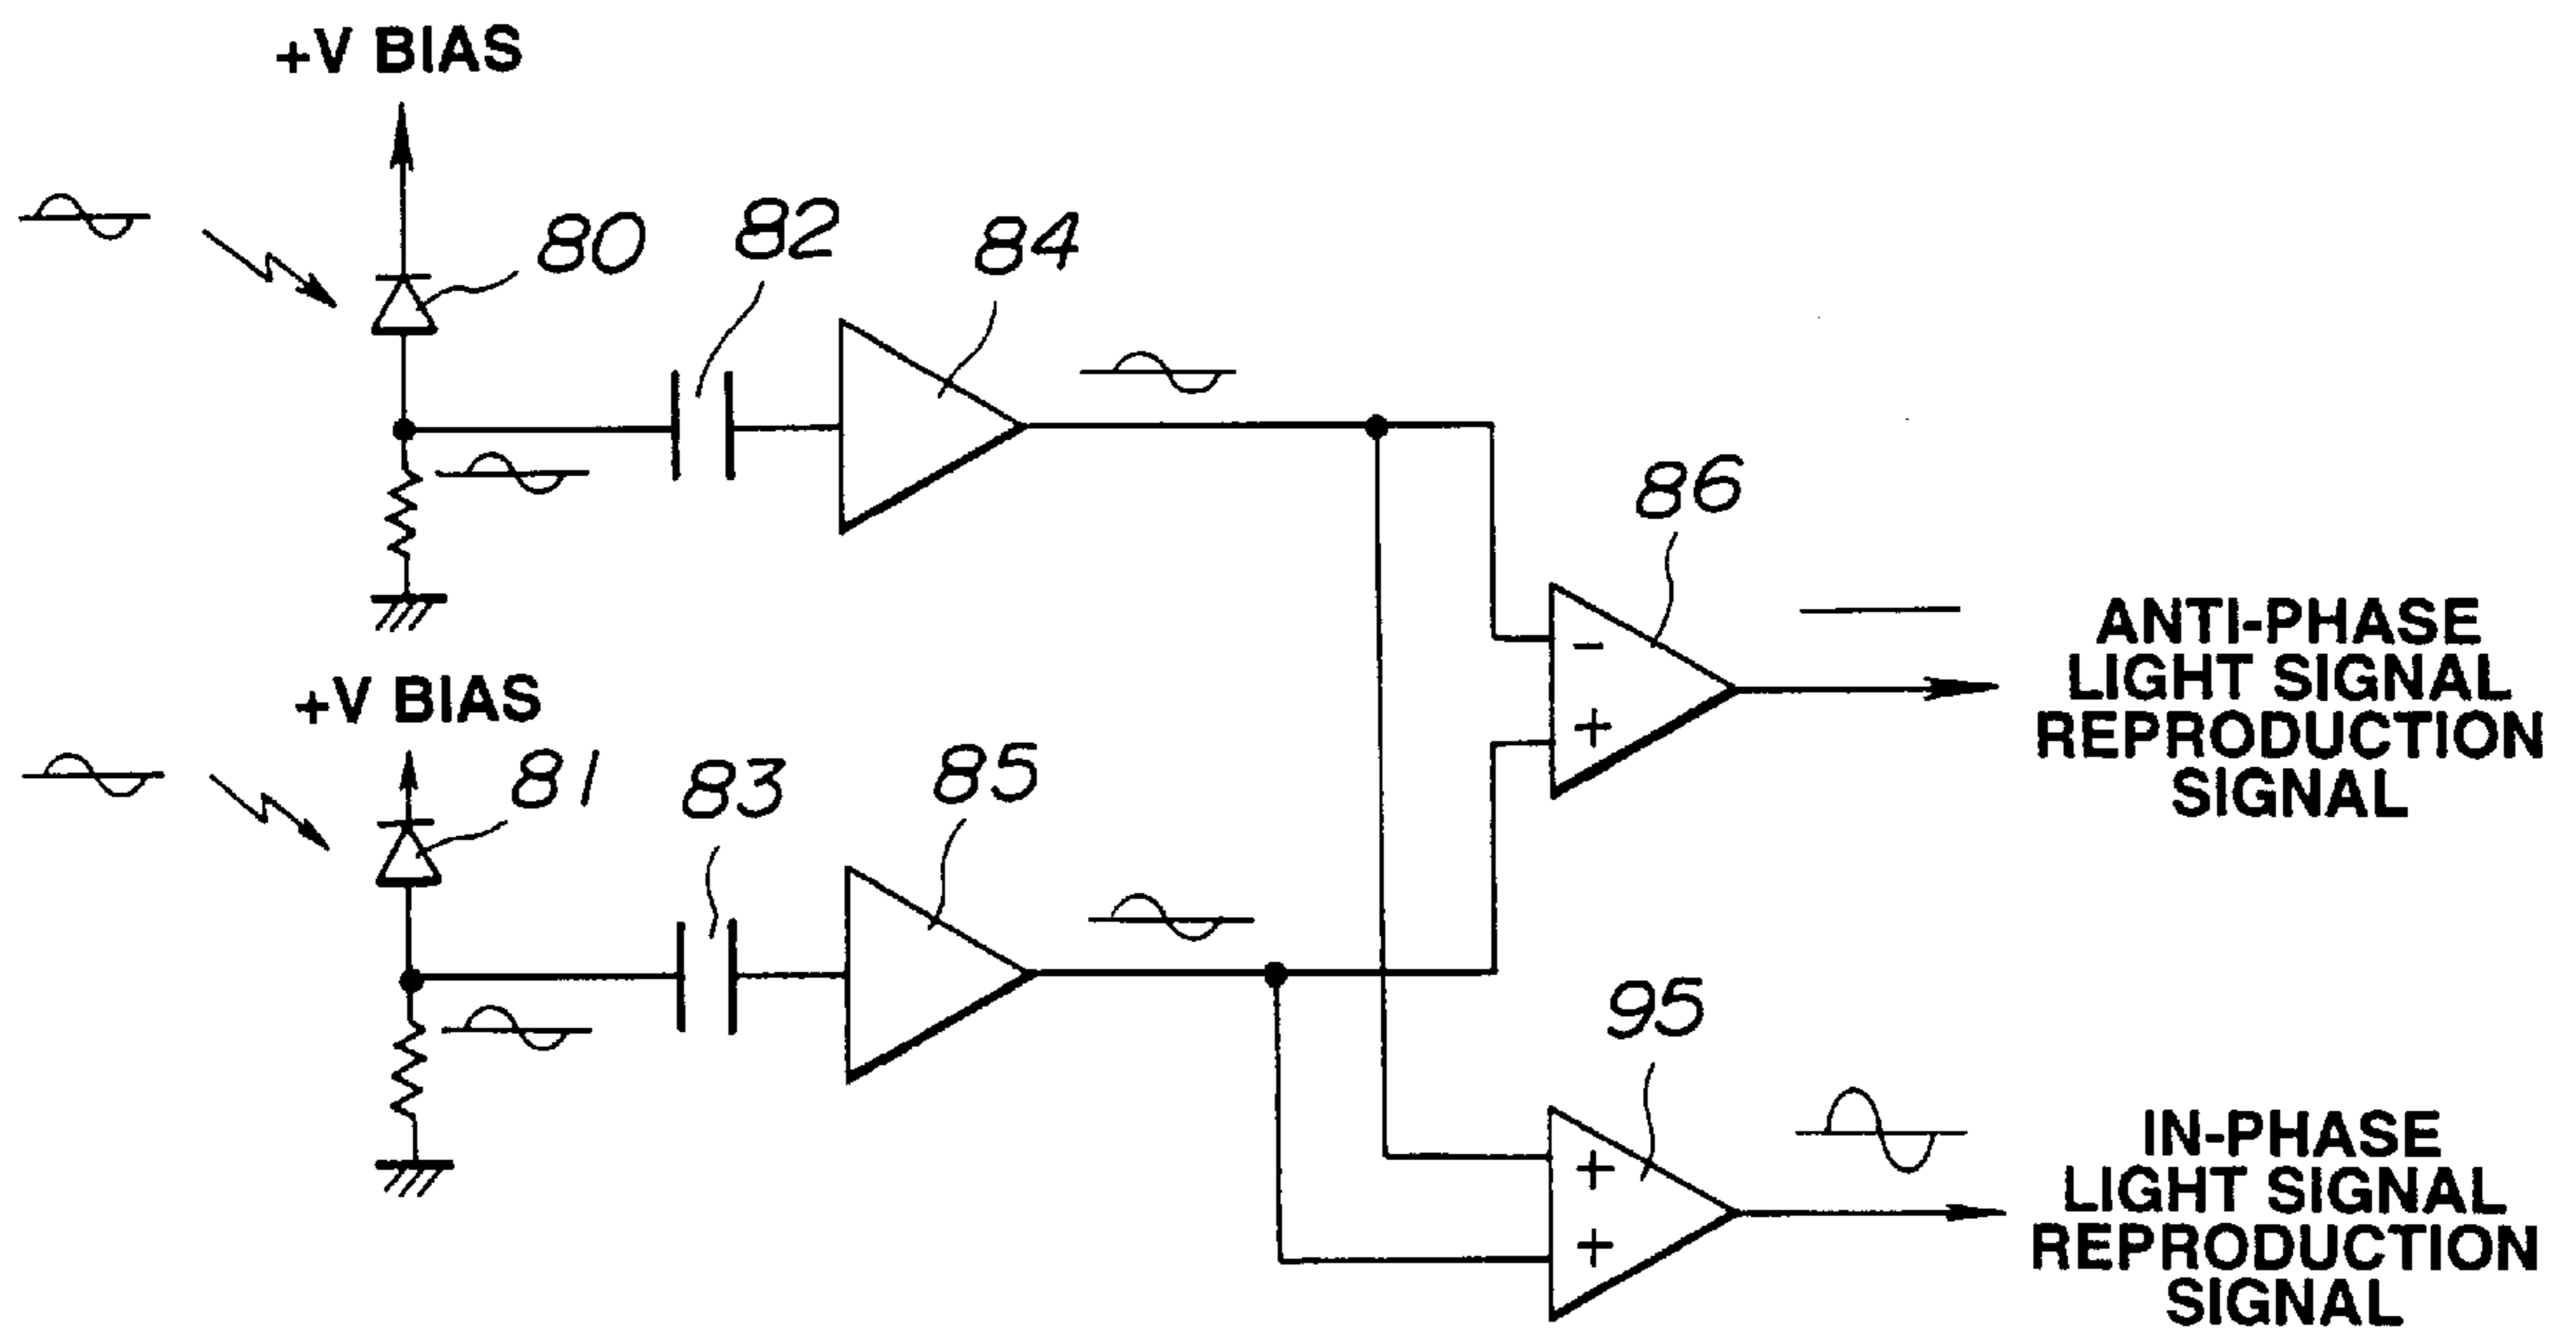 +V BIAS
80
82
84
86
+V BIAS
81
83
85
95
−
+
+
+
ANTI-PHASE
LIGHT SIGNAL
REPRODUCTION
SIGNAL
IN-PHASE
LIGHT SIGNAL
REPRODUCTION
SIGNAL